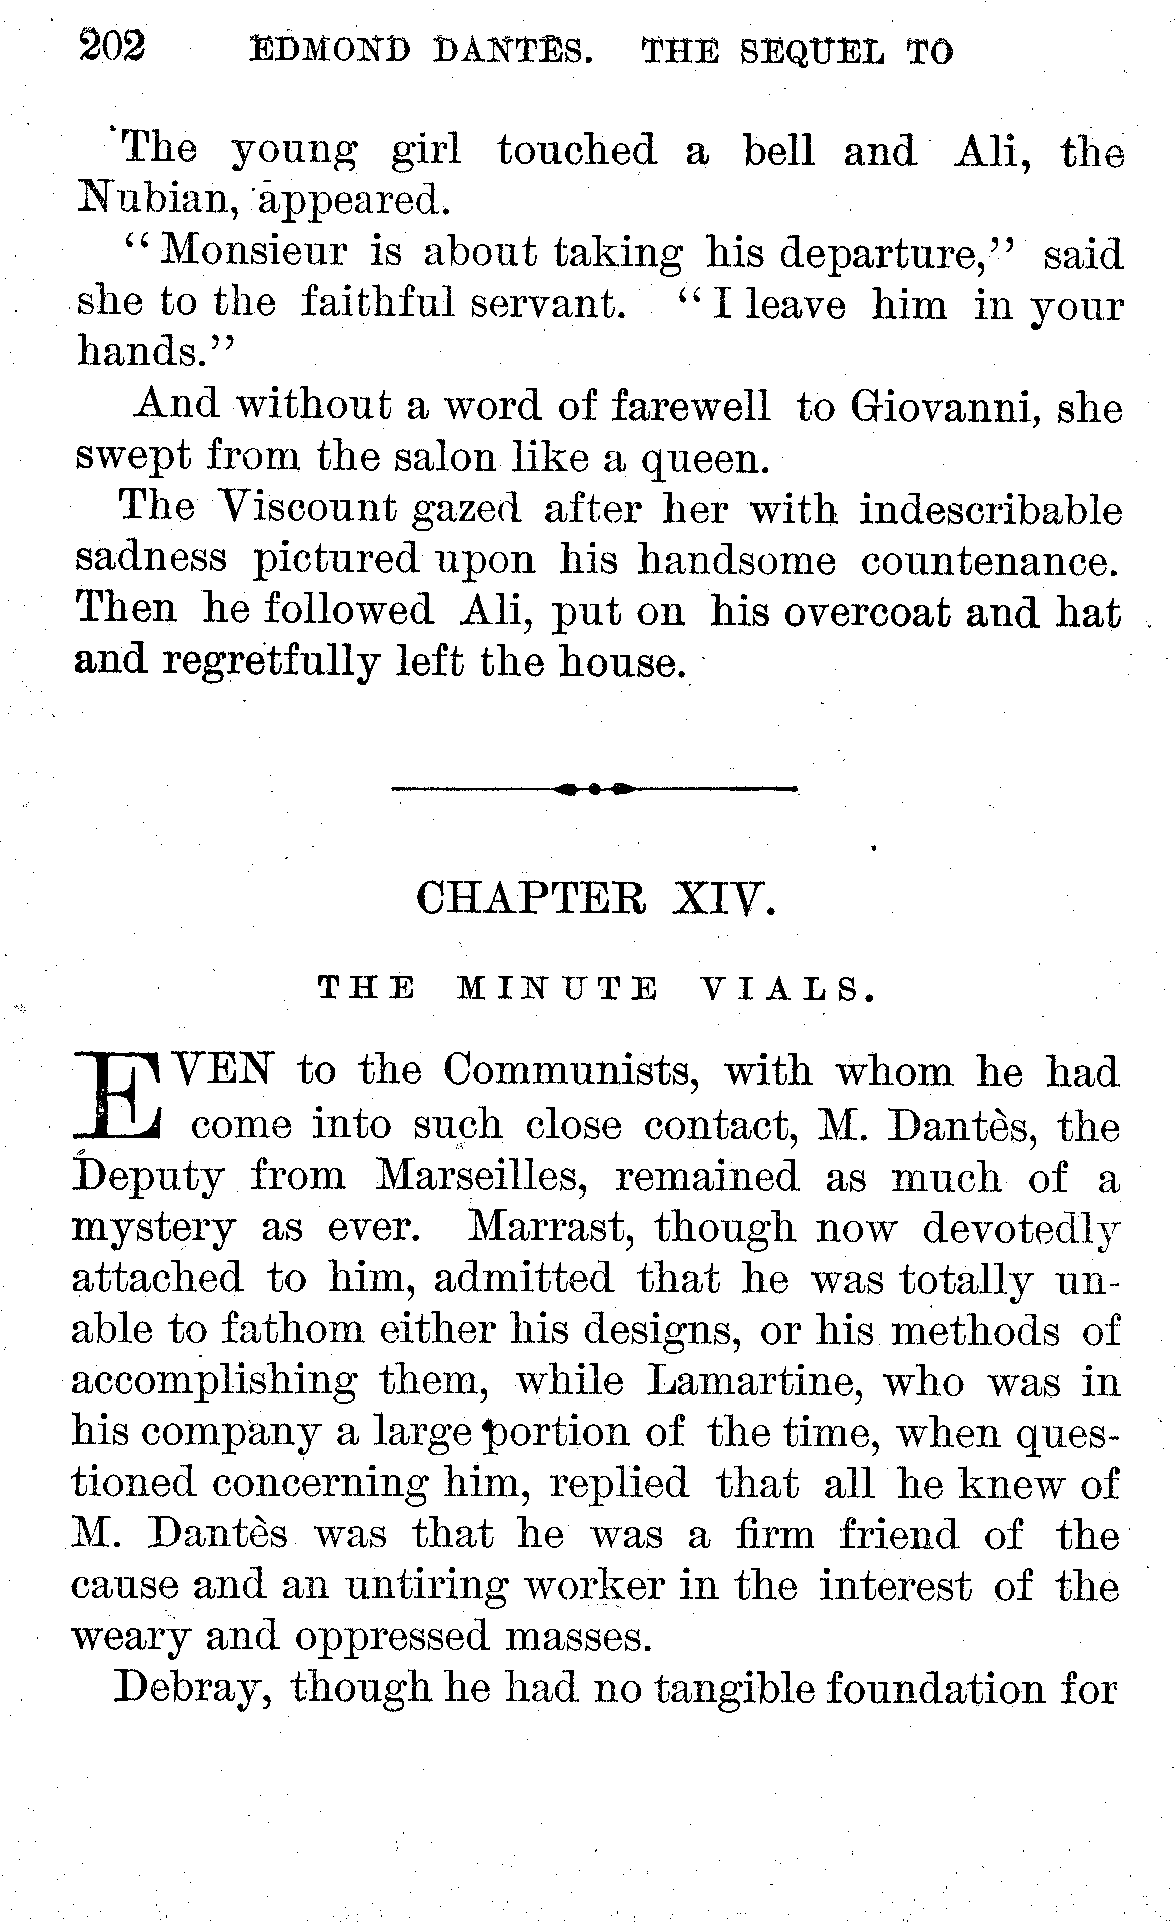 202 EDMOND DANTÈS. THE SEQUEL TO
The young girl touched a bell and Ali, the
Nubian, appeared.
"Monsieur is about taking his departure," said
she to the faithful servant. "I leave him in your
hands."
And without a word of farewell to Giovanni, she
swept from the salon like a queen.
The Viscount gazed after her with indescribable
sadness pictured upon his handsome countenance.
Then he followed Ali, put on his overcoat and hat
and regretfully left the house.
CHAPTER XIV.
THE MINUTE VIALS.
EVEN to the Communists, with whom he had
come into such close contact, M. Dantès, the
Deputy from Marseilles, remained as much of a
mystery as ever. Marrast, though now devotedly
attached to him, admitted that he was totally un-
able to fathom either his designs, or his methods of
accomplishing them, while Lamartine, who was in
his company a large portion of the time, when ques-
tioned concerning him, replied that all he knew of
M. Dantès was that he was a firm friend of the
cause and an untiring worker in the interest of the
weary and oppressed masses.
Debray, though he had no tangible foundation for